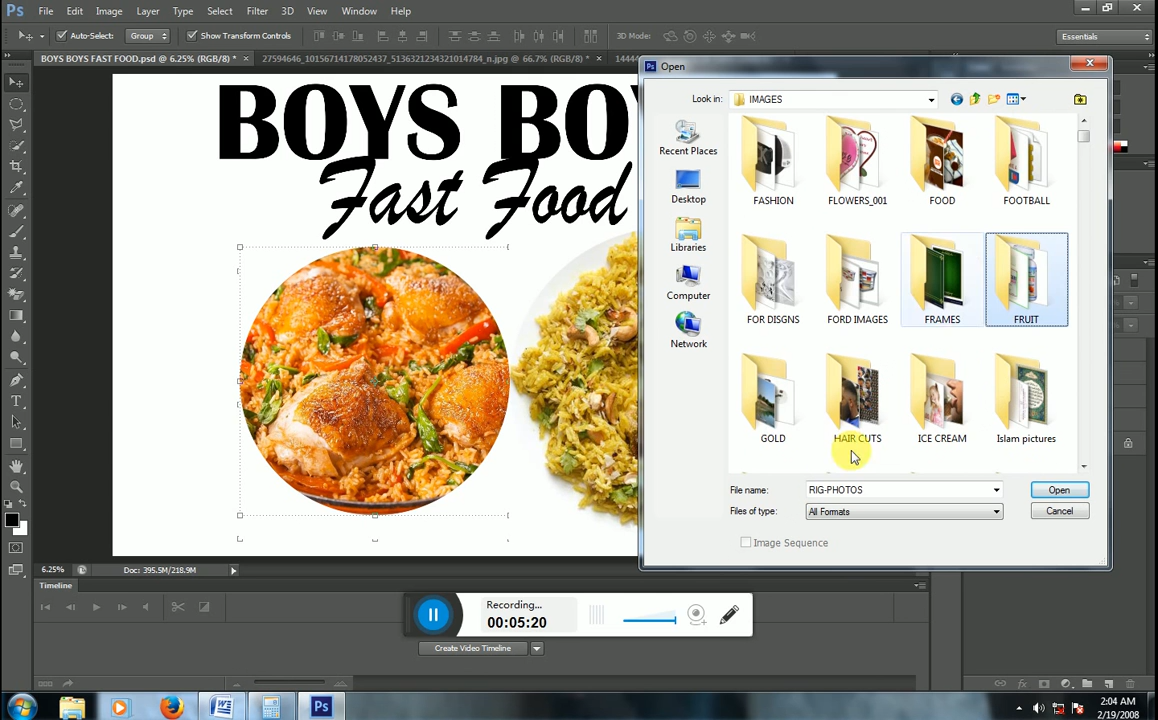 Ps File Edit Image Layer Type Select Filter 3D View Window Help
Auto-Select: Group Show Transform Controls 3D Mode: Essentials
BOYS BOYS FAST FOOD.psd @ 6.25% (RGB/8) * × 27594646_10156714178052437_5136321234321014784_n.jpg @ 66.7% (RGB/8) * × 14444
BOYS BOY
Fast Food
Ps Open
Look in: IMAGES
Recent Places
Desktop
Libraries
Computer
Network
FASHION FLOWERS_001 FOOD FOOTBALL
FOR DISGNS FORD IMAGES FRAMES FRUIT
GOLD HAIR CUTS ICE CREAM Islam pictures
File name: RIG-PHOTOS Open
Files of type: All Formats Cancel
Image Sequence
6.25% Doc: 395.5M/218.9M
Timeline
Recording...
00:05:20
Create Video Timeline
2:04 AM
2/19/2008